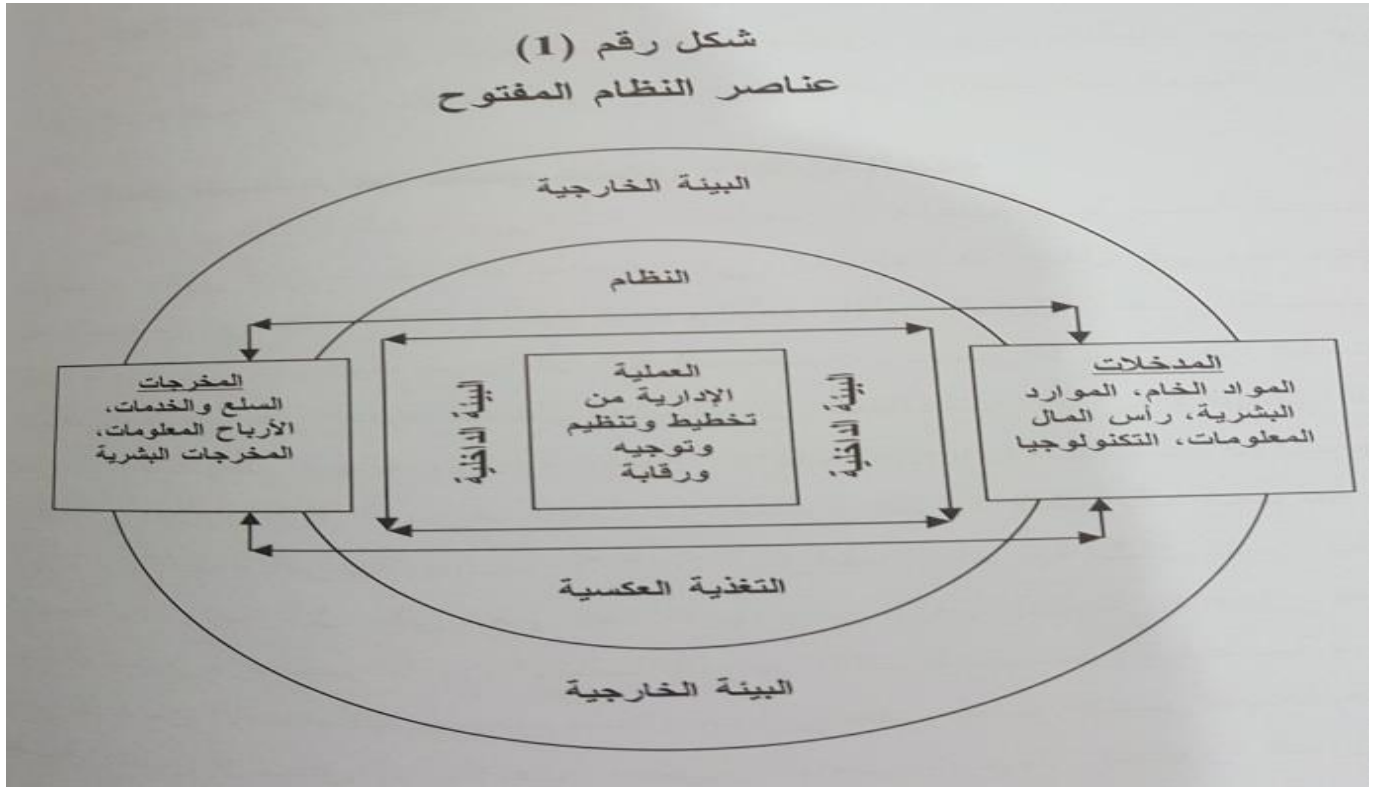 شكل رقم (1)
عناصر النظام المفتوح
البيئة الخارجية
النظام
المدخلات
المواد الخام، الموارد
البشرية، رأس المال
المعلومات، التكنولوجيا
البيئة الداخلية
العملية
الإدارية من
تخطيط وتنظيم
وتوجيه
ورقابة
البيئة الداخلية
المخرجات
السلع والخدمات،
الأرباح المعلومات،
المخرجات البشرية
التغذية العكسية
البيئة الخارجية